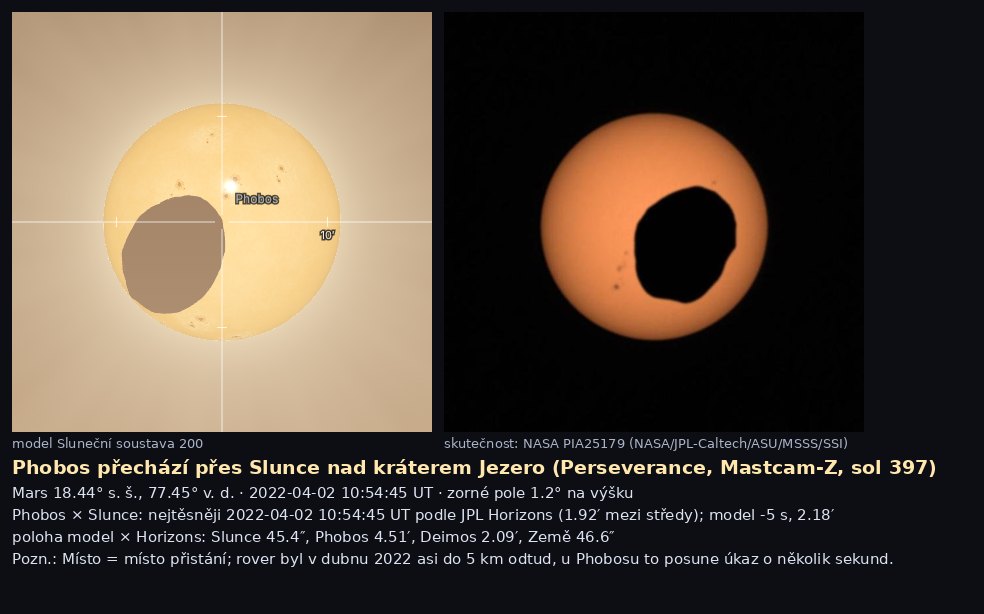 Phobos
10'
model Sluneční soustava 200
skutečnost: NASA PIA25179 (NASA/JPL-Caltech/ASU/MSSS/SSI)
Phobos přechází přes Slunce nad kráterem Jezero (Perseverance, Mastcam-Z, sol 397)
Mars 18.44° s. š., 77.45° v. d. · 2022-04-02 10:54:45 UT · zorné pole 1.2° na výšku
Phobos × Slunce: nejtěsněji 2022-04-02 10:54:45 UT podle JPL Horizons (1.92′ mezi středy); model -5 s, 2.18′
poloha model × Horizons: Slunce 45.4″, Phobos 4.51′, Deimos 2.09′, Země 46.6″
Pozn.: Místo = místo přistání; rover byl v dubnu 2022 asi do 5 km odtud, u Phobosu to posune úkaz o několik sekund.